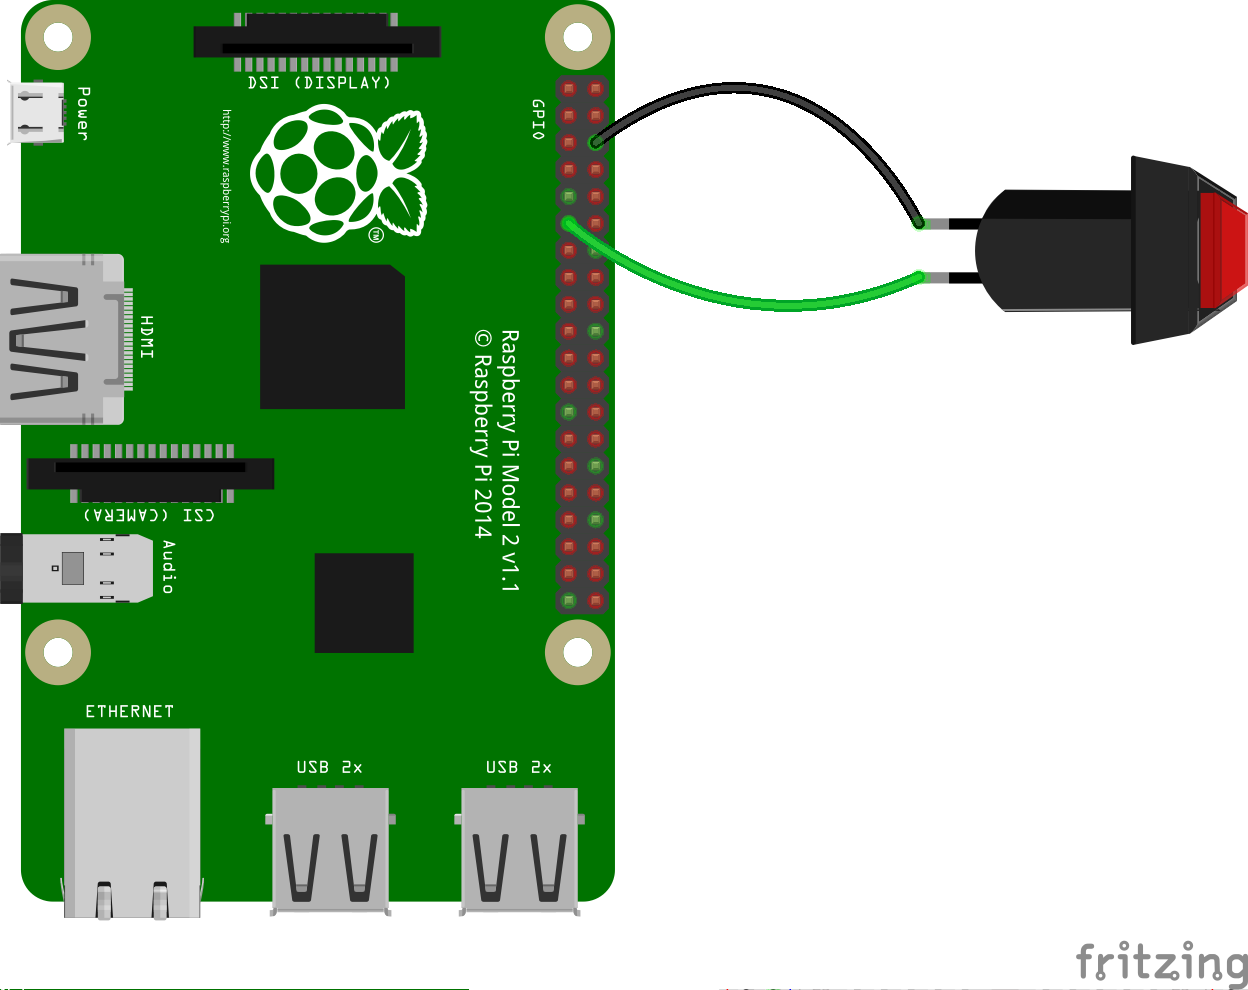 DSI (DISPLAY)
Power
http://www.raspberrypi.org
GPIO
TM
HDMI
Raspberry Pi Model 2 v1.1
© Raspberry Pi 2014
CSI (CAMERA)
Audio
ETHERNET
USB 2x
USB 2x
fritzing